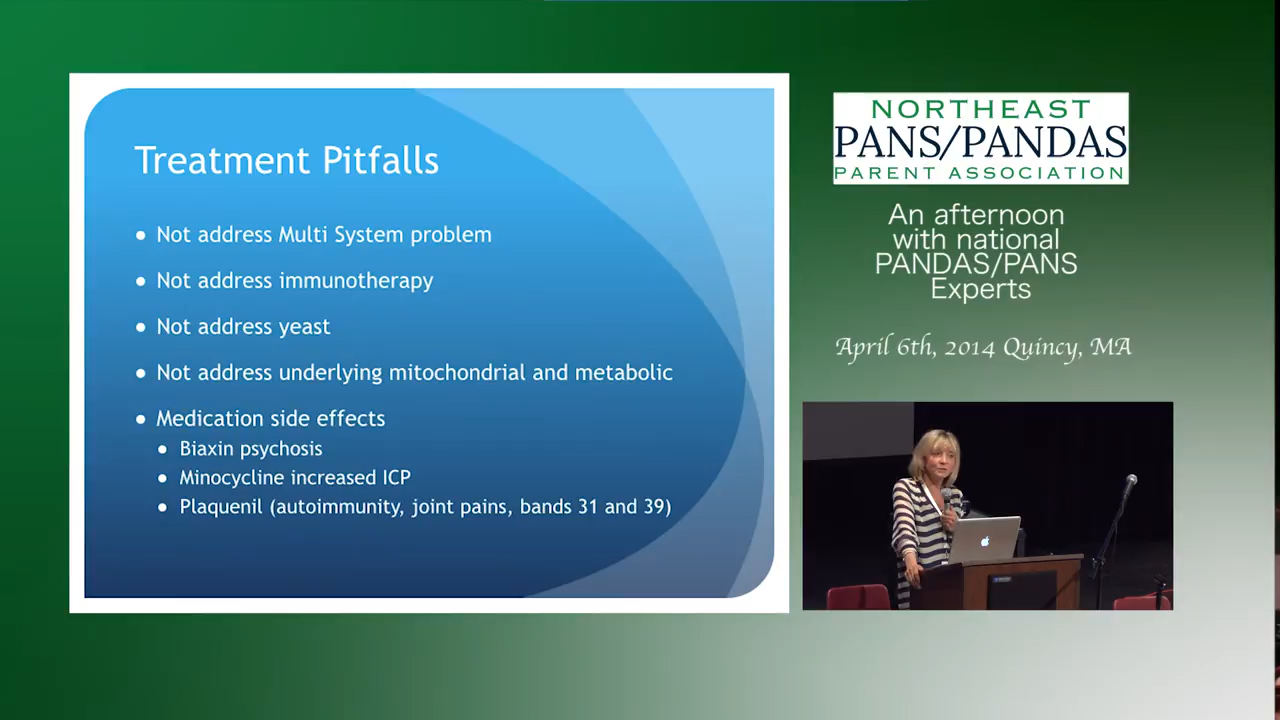 Treatment Pitfalls
Not address Multi System problem
Not address immunotherapy
Not address yeast
Not address underlying mitochondrial and metabolic
Medication side effects
Biaxin psychosis
Minocycline increased ICP
Plaquenil (autoimmunity, joint pains, bands 31 and 39)
NORTHEAST
PANS/PANDAS
PARENT ASSOCIATION
An afternoon
with national
PANDAS/PANS
Experts
April 6th, 2014 Quincy, MA